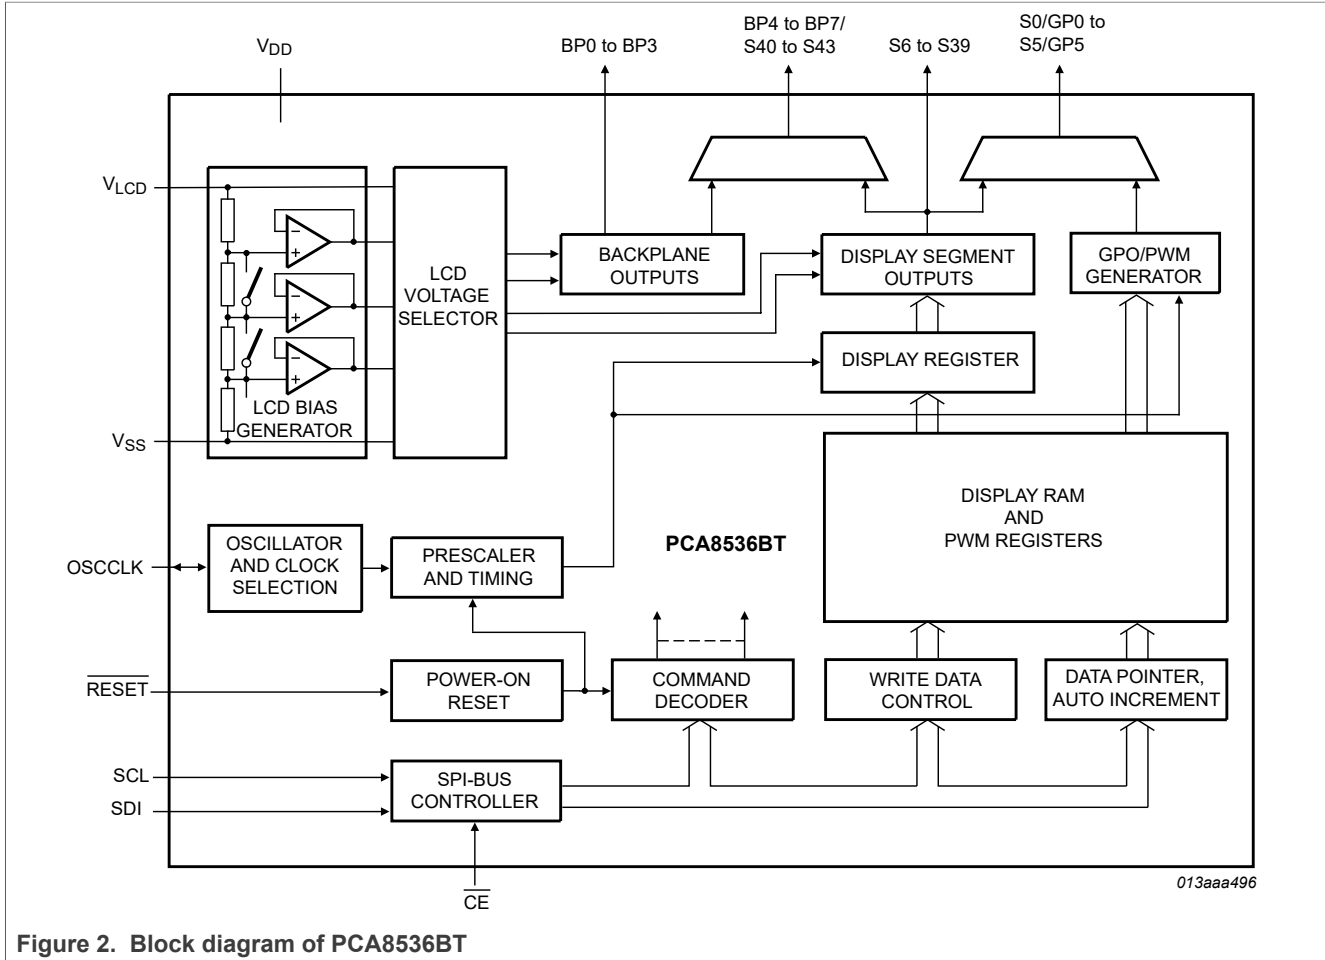 BP4 to BP7/
S40 to S43
S0/GP0 to
S5/GP5
VDD
BP0 to BP3
S6 to S39
VLCD
VSS
−
+
−
+
−
+
LCD BIAS
GENERATOR
LCD
VOLTAGE
SELECTOR
BACKPLANE
OUTPUTS
DISPLAY SEGMENT
OUTPUTS
GPO/PWM
GENERATOR
DISPLAY REGISTER
DISPLAY RAM
AND
PWM REGISTERS
OSCCLK
OSCILLATOR
AND CLOCK
SELECTION
PRESCALER
AND TIMING
PCA8536BT
RESET
POWER-ON
RESET
COMMAND
DECODER
WRITE DATA
CONTROL
DATA POINTER,
AUTO INCREMENT
SCL
SDI
SPI-BUS
CONTROLLER
CE
013aaa496
Figure 2. Block diagram of PCA8536BT